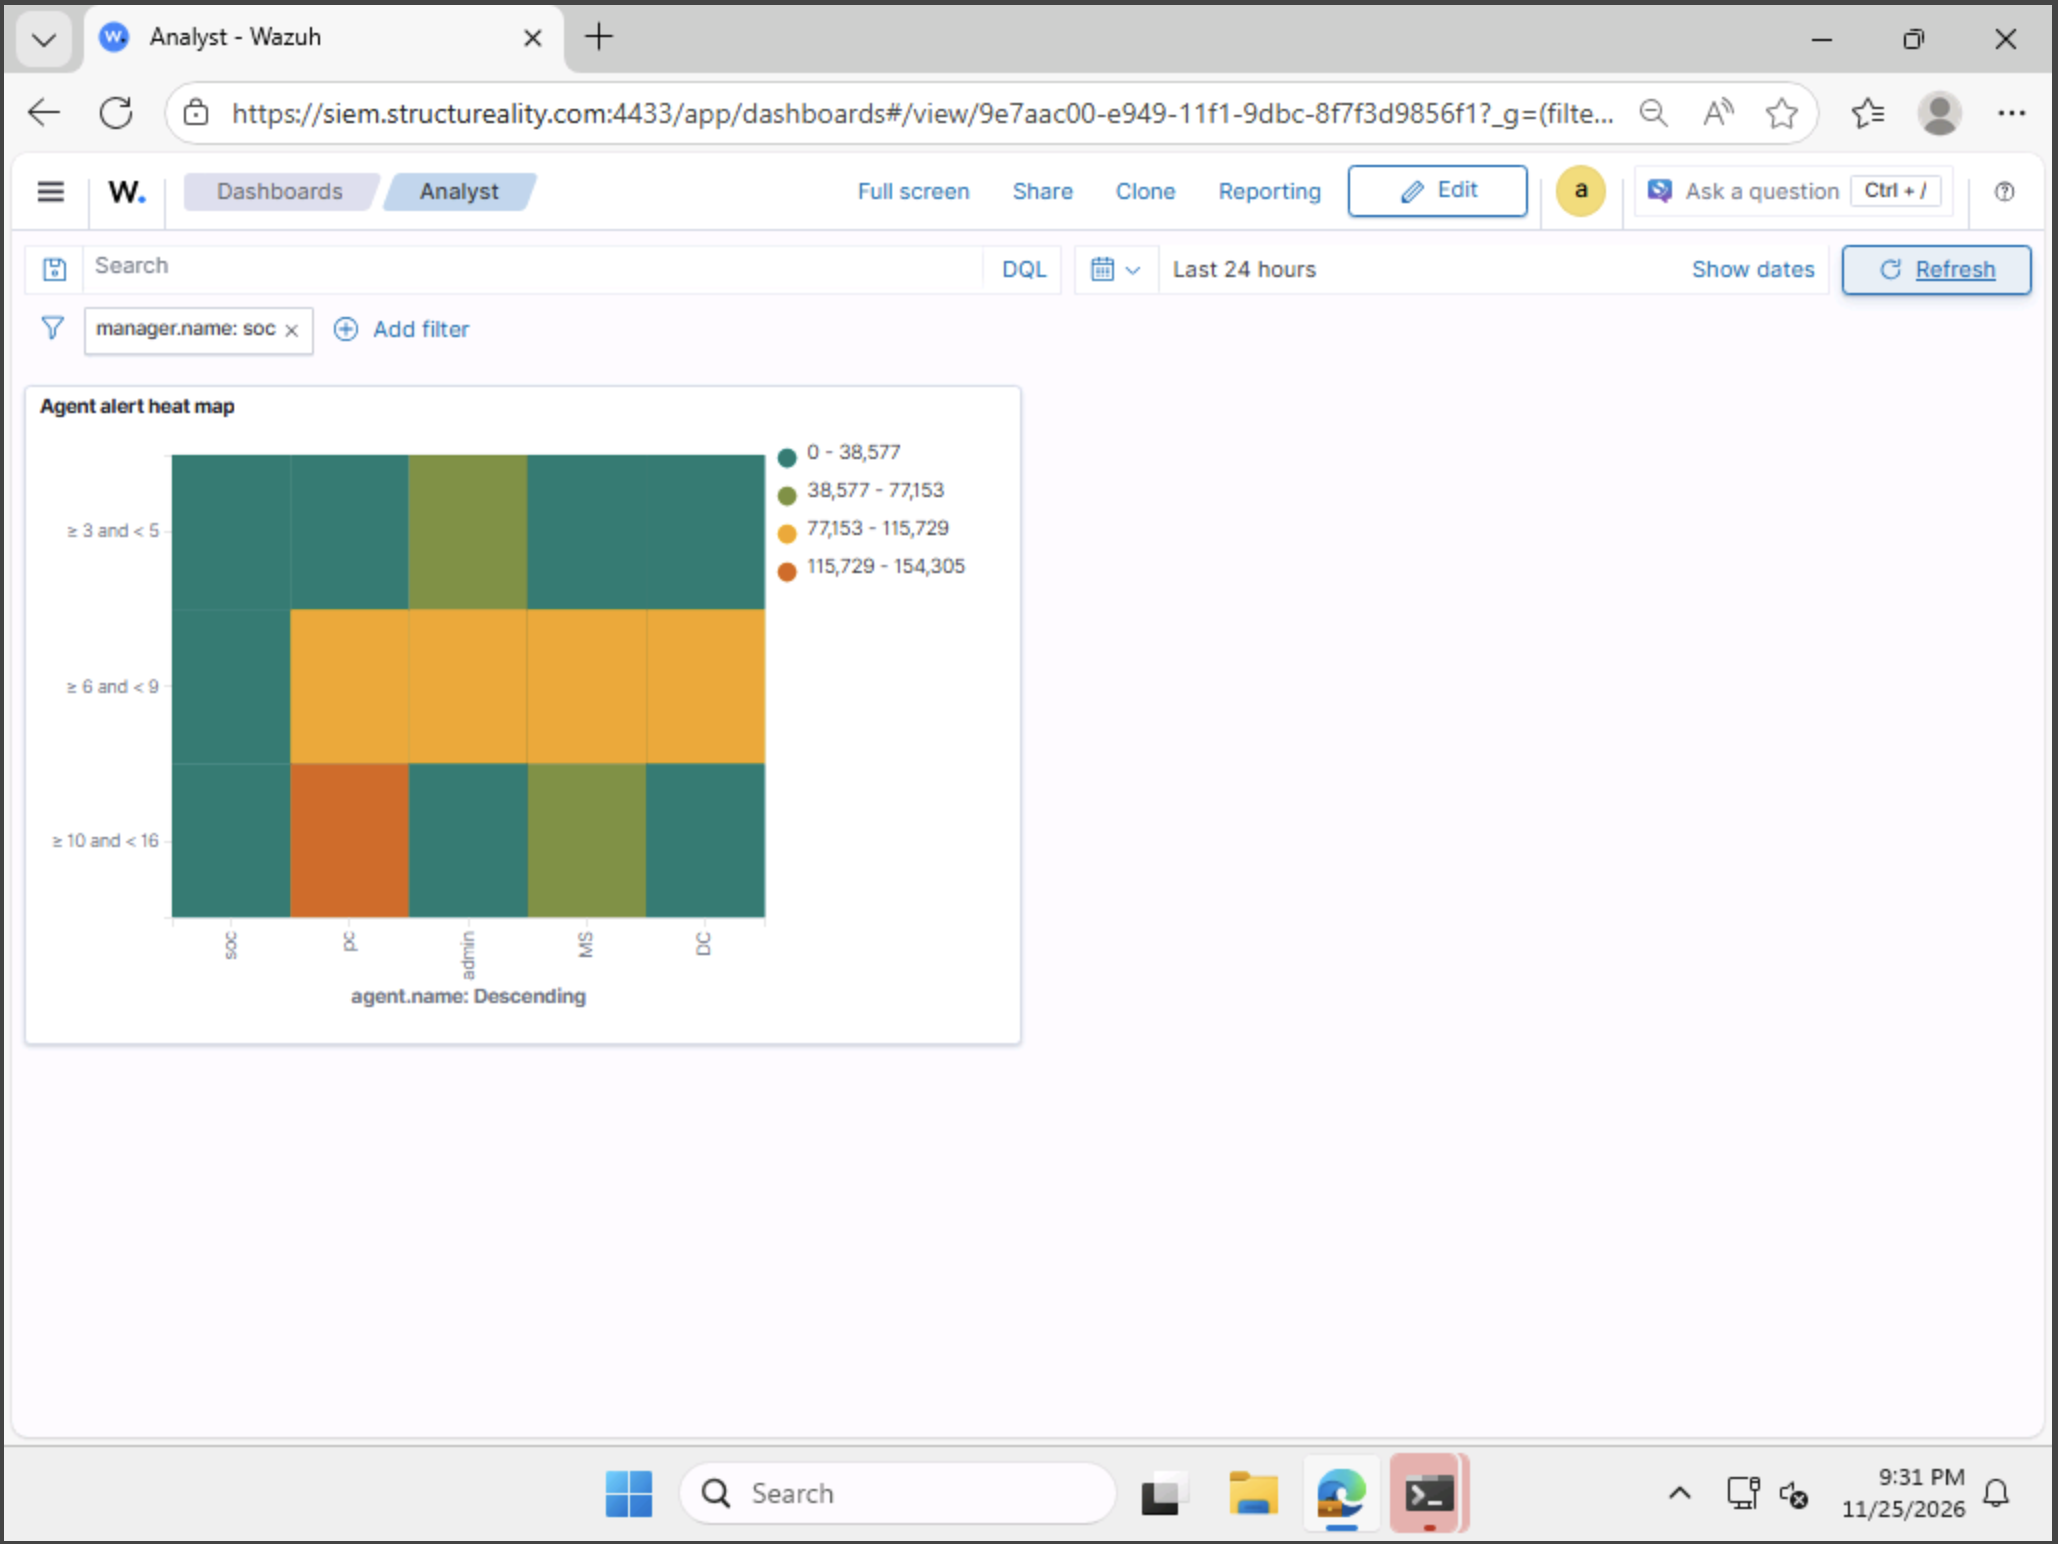 Analyst - Wazuh
https://siem.structureality.com:4433/app/dashboards#/view/9e7aac00-e949-11f1-9dbc-8f7f3d9856f1?_g=(filte...
W. Dashboards Analyst Full screen Share Clone Reporting Edit a Ask a question Ctrl + /
Search DQL Last 24 hours Show dates Refresh
manager.name: soc × Add filter
Agent alert heat map
0 - 38,577
38,577 - 77,153
77,153 - 115,729
115,729 - 154,305
≥ 3 and < 5
≥ 6 and < 9
≥ 10 and < 16
soc
pc
admin
MS
DC
agent.name: Descending
Search
9:31 PM
11/25/2026